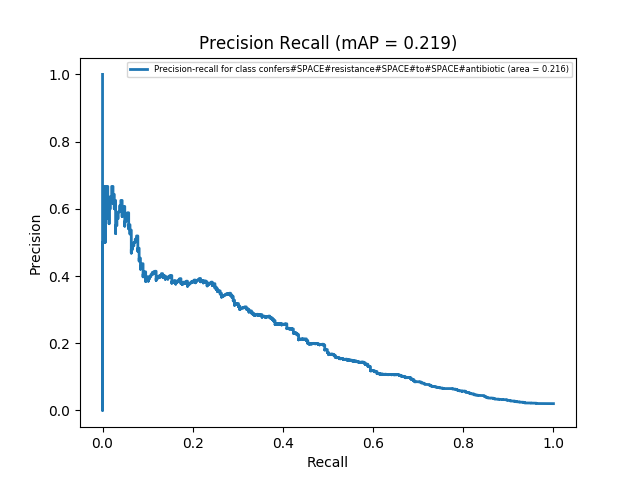 Precision Recall (mAP = 0.219)
Precision-recall for class confers#SPACE#resistance#SPACE#to#SPACE#antibiotic (area = 0.216)
1.0
0.8
0.6
0.4
0.2
0.0
Precision
0.0 0.2 0.4 0.6 0.8 1.0
Recall